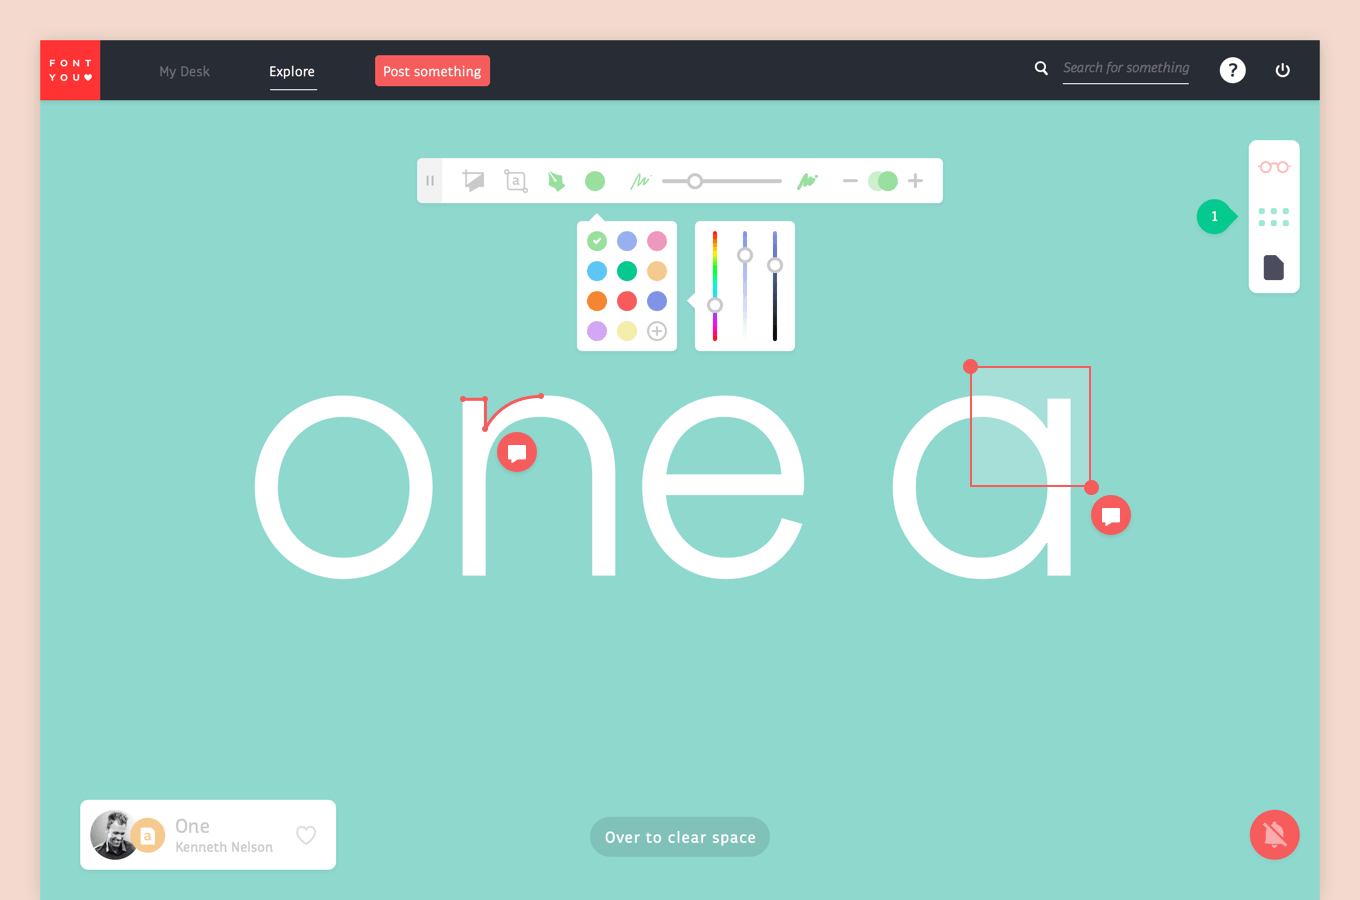 FONT
YOU♥
My Desk
Explore
Post something
Search for something
?
a
1
one a
a
One
Kenneth Nelson
Over to clear space